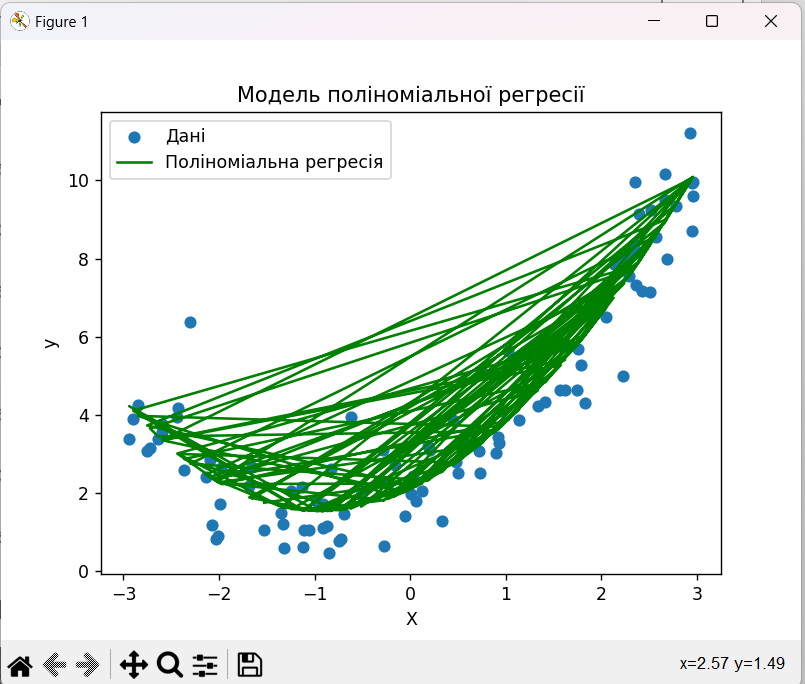 Figure 1
Модель поліноміальної регресії
Дані
Поліноміальна регресія
10
8
6
4
2
0
y
−3
−2
−1
0
1
2
3
X
x=2.57 y=1.49